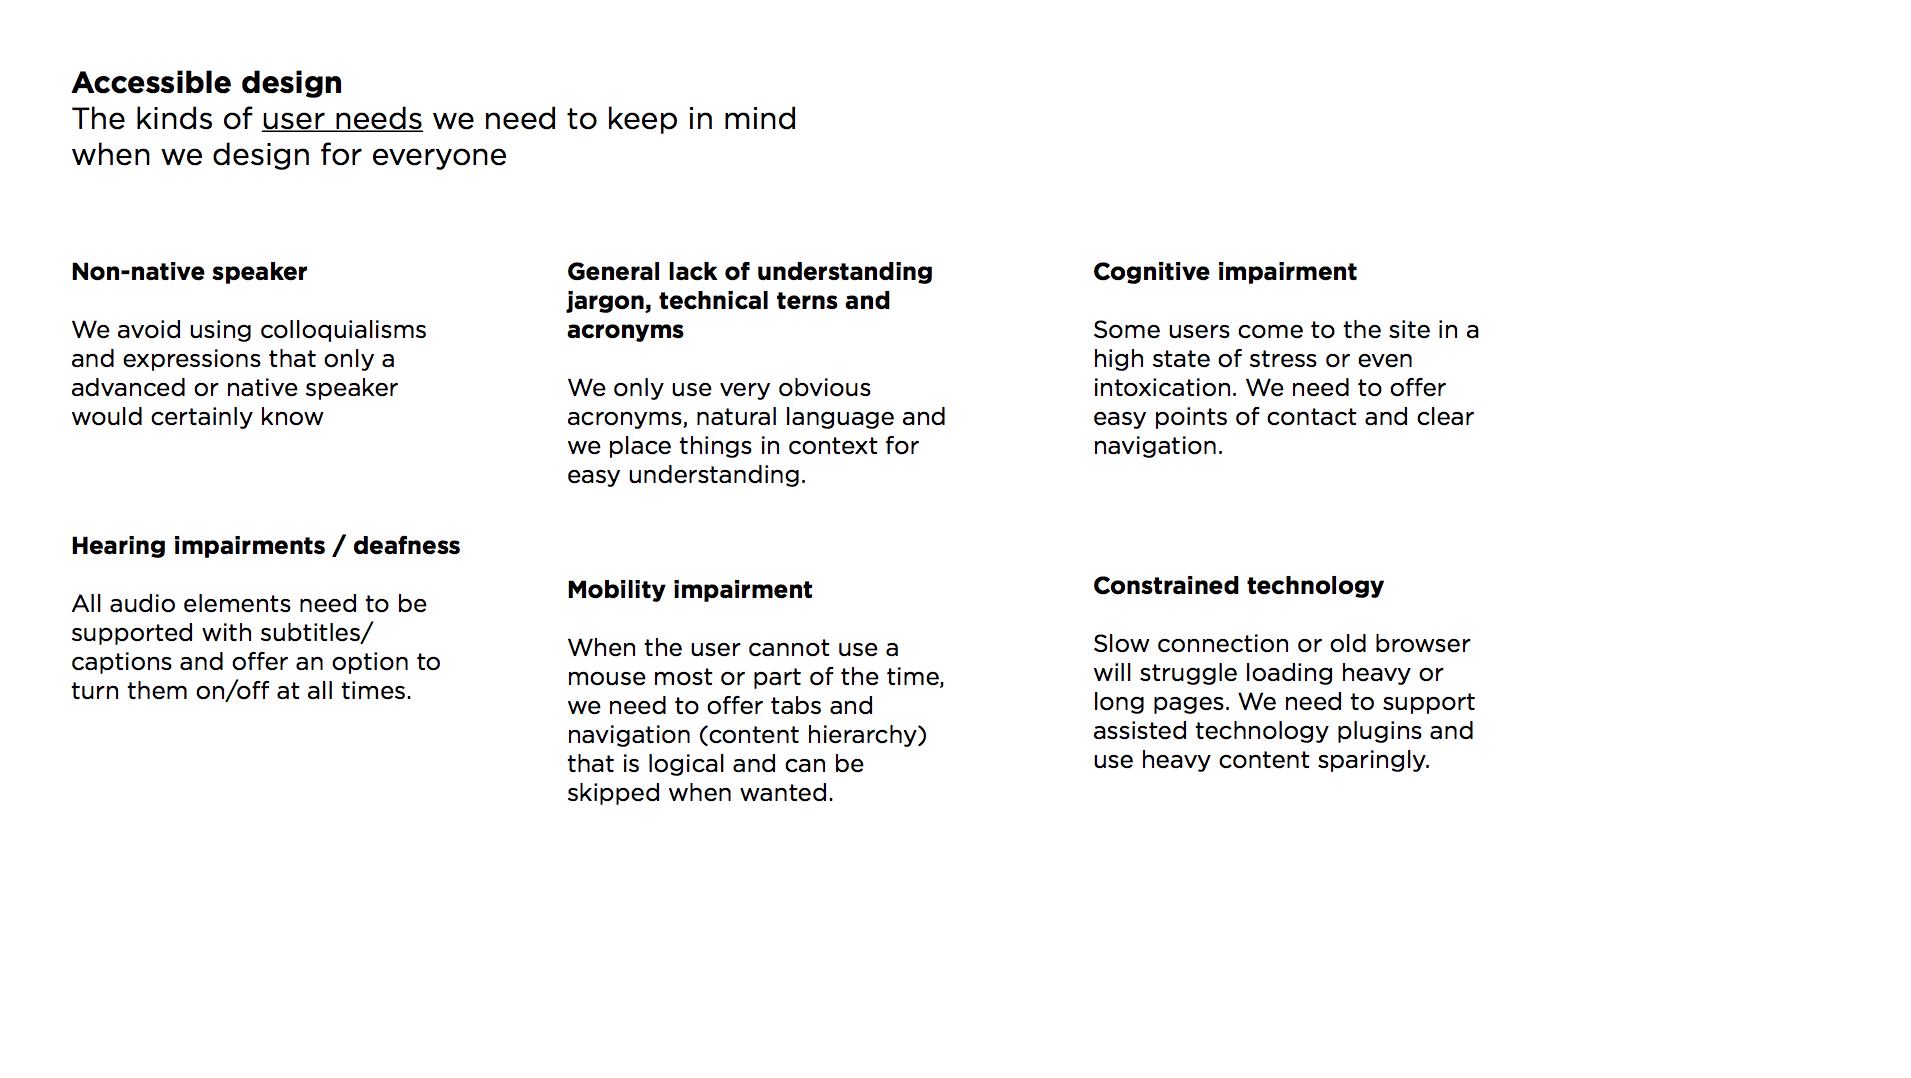 Accessible design
The kinds of user needs we need to keep in mind
when we design for everyone
Non-native speaker
We avoid using colloquialisms
and expressions that only a
advanced or native speaker
would certainly know
General lack of understanding
jargon, technical terns and
acronyms
We only use very obvious
acronyms, natural language and
we place things in context for
easy understanding.
Cognitive impairment
Some users come to the site in a
high state of stress or even
intoxication. We need to offer
easy points of contact and clear
navigation.
Hearing impairments / deafness
All audio elements need to be
supported with subtitles/
captions and offer an option to
turn them on/off at all times.
Mobility impairment
When the user cannot use a
mouse most or part of the time,
we need to offer tabs and
navigation (content hierarchy)
that is logical and can be
skipped when wanted.
Constrained technology
Slow connection or old browser
will struggle loading heavy or
long pages. We need to support
assisted technology plugins and
use heavy content sparingly.